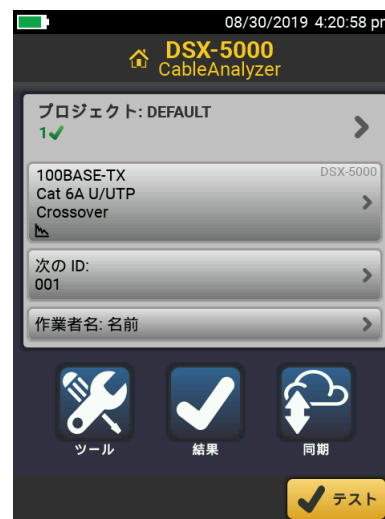 08/30/2019 4:20:58 pm
DSX-5000
CableAnalyzer
プロジェクト: DEFAULT
1
100BASE-TX
DSX-5000
Cat 6A U/UTP
Crossover
次の ID:
001
作業者名: 名前
ツール
結果
同期
テスト